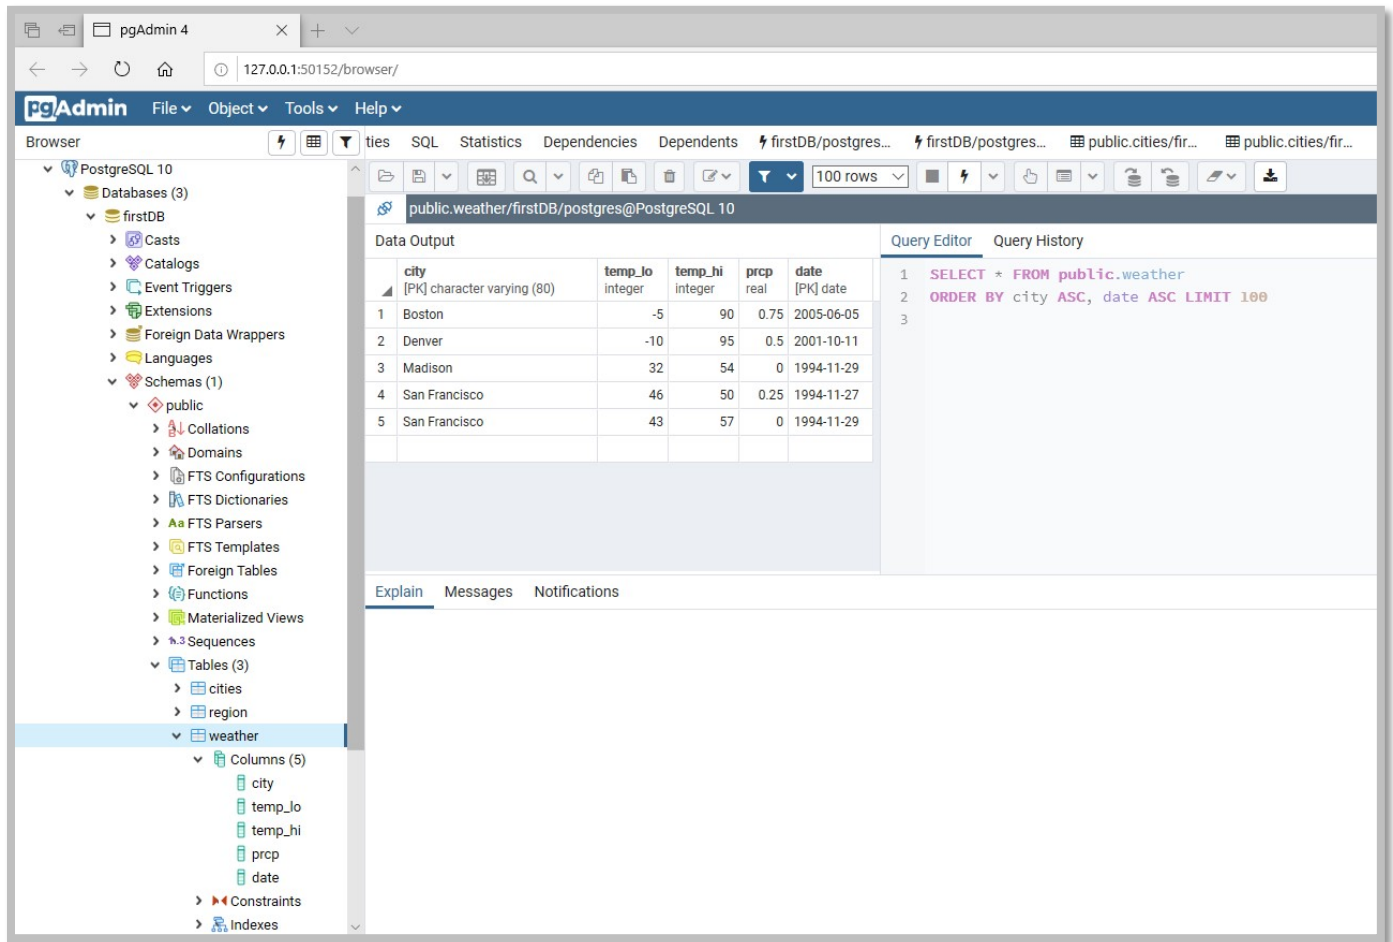 pgAdmin 4
127.0.0.1:50152/browser/
pgAdmin File Object Tools Help
Browser
ties SQL Statistics Dependencies Dependents firstDB/postgres... firstDB/postgres... public.cities/fir... public.cities/fir...
PostgreSQL 10
Databases (3)
firstDB
Casts
Catalogs
Event Triggers
Extensions
Foreign Data Wrappers
Languages
Schemas (1)
public
Collations
Domains
FTS Configurations
FTS Dictionaries
Aa FTS Parsers
FTS Templates
Foreign Tables
Functions
Materialized Views
Sequences
Tables (3)
cities
region
weather
Columns (5)
city
temp_lo
temp_hi
prcp
date
Constraints
Indexes
100 rows
public.weather/firstDB/postgres@PostgreSQL 10
Data Output
city temp_lo temp_hi prcp date
[PK] character varying (80) integer integer real [PK] date
1 Boston -5 90 0.75 2005-06-05
2 Denver -10 95 0.5 2001-10-11
3 Madison 32 54 0 1994-11-29
4 San Francisco 46 50 0.25 1994-11-27
5 San Francisco 43 57 0 1994-11-29
Query Editor Query History
1 SELECT * FROM public.weather
2 ORDER BY city ASC, date ASC LIMIT 100
3
Explain Messages Notifications